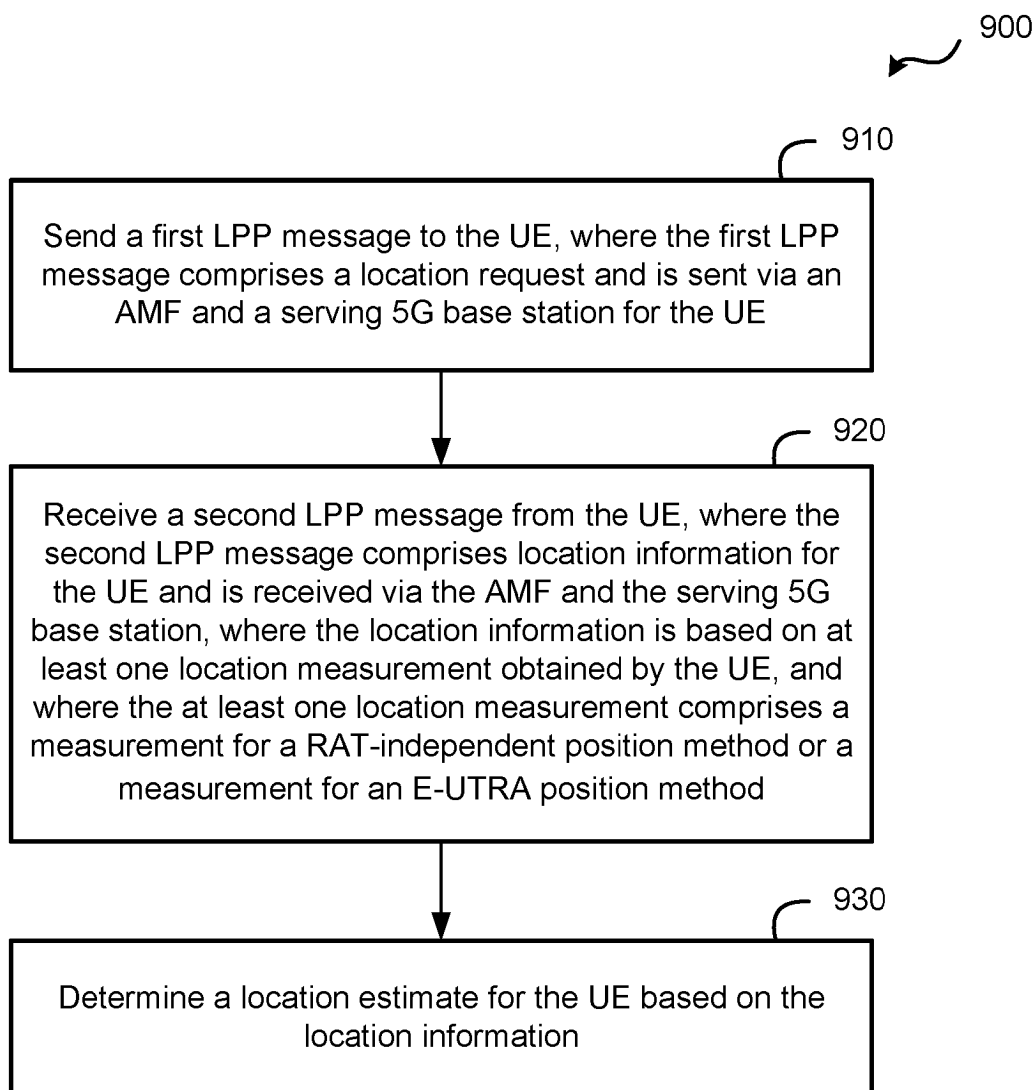 900
910
Send a first LPP message to the UE, where the first LPP
message comprises a location request and is sent via an
AMF and a serving 5G base station for the UE
920
Receive a second LPP message from the UE, where the
second LPP message comprises location information for
the UE and is received via the AMF and the serving 5G
base station, where the location information is based on at
least one location measurement obtained by the UE, and
where the at least one location measurement comprises a
measurement for a RAT-independent position method or a
measurement for an E-UTRA position method
930
Determine a location estimate for the UE based on the
location information